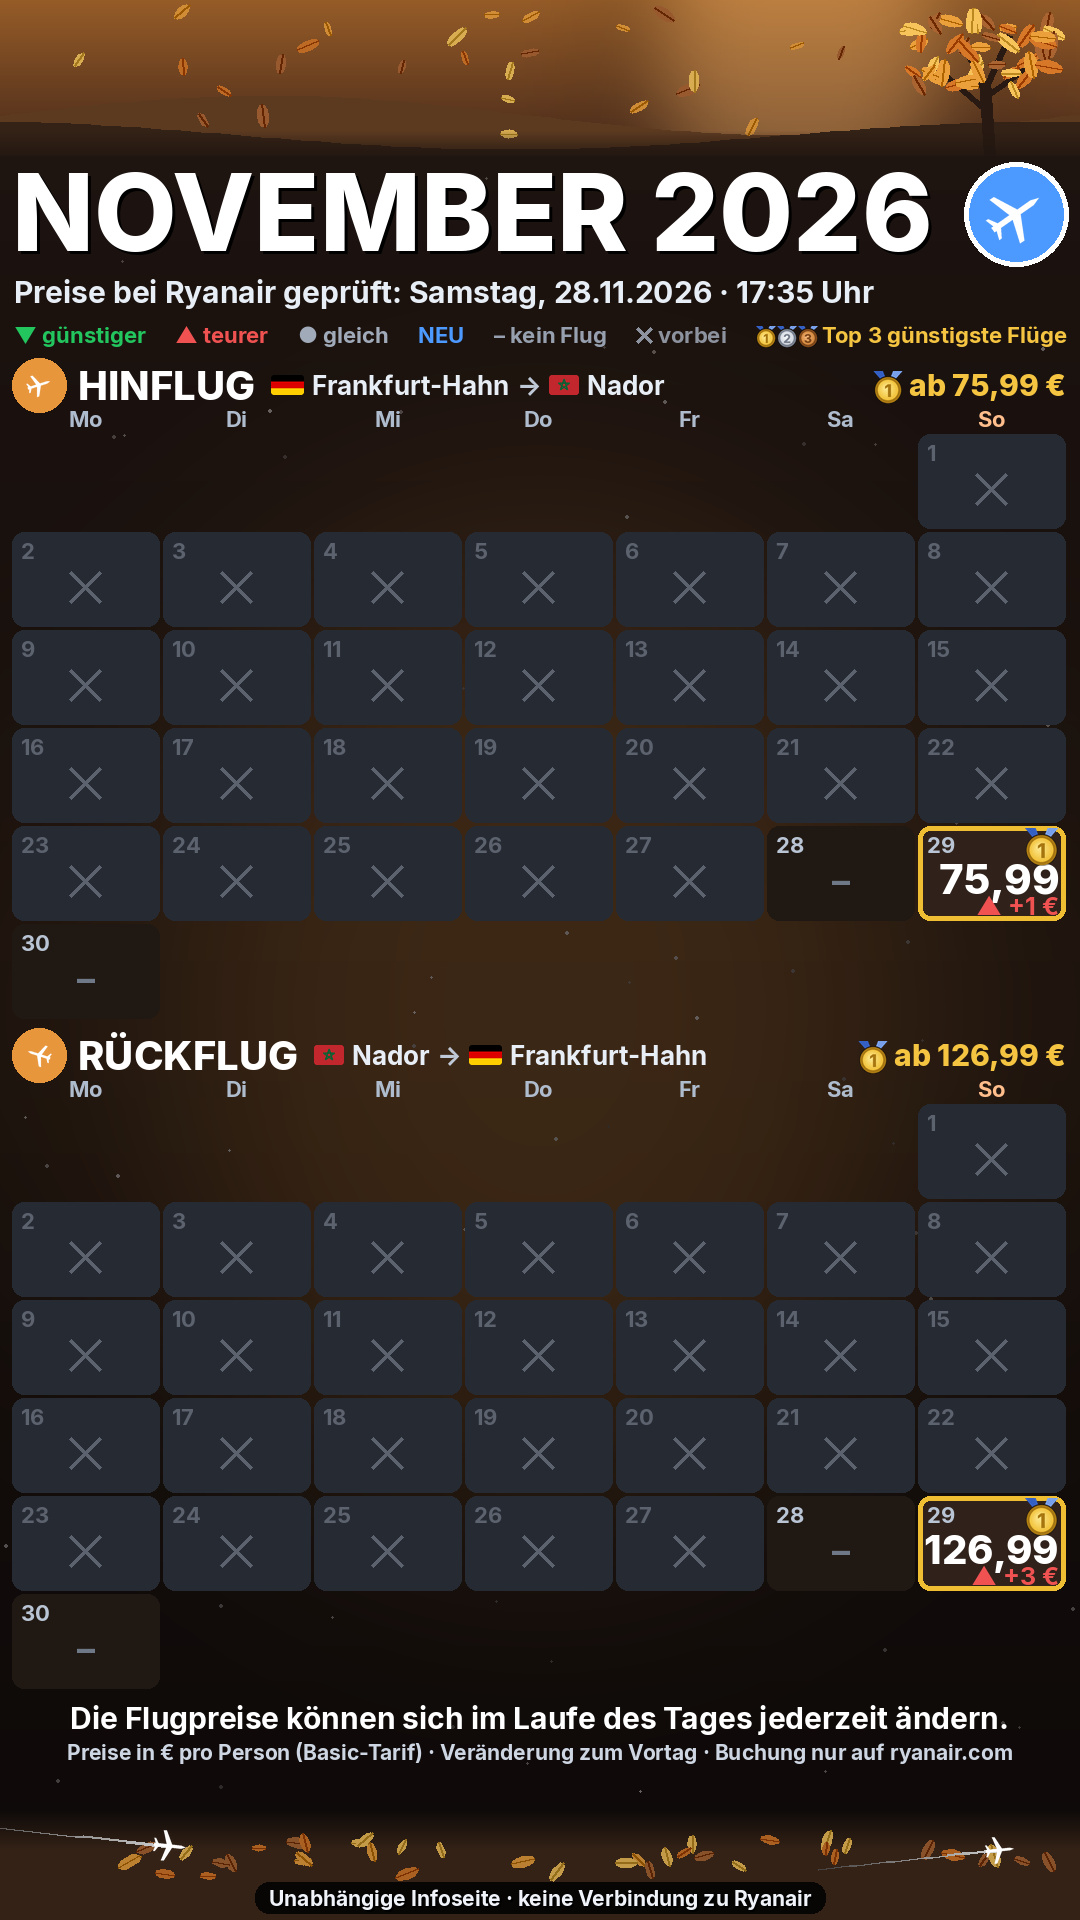 NOVEMBER 2026
Preise bei Ryanair geprüft: Samstag, 28.11.2026 · 17:35 Uhr
▼ günstiger ▲ teurer ● gleich NEU – kein Flug ✕ vorbei 1 2 3 Top 3 günstigste Flüge
HINFLUG Frankfurt-Hahn → Nador 1 ab 75,99 €
Mo Di Mi Do Fr Sa So
1
2 3 4 5 6 7 8
9 10 11 12 13 14 15
16 17 18 19 20 21 22
23 24 25 26 27 28 – 29 1
75,99
▲ +1 €
30 –
RÜCKFLUG Nador → Frankfurt-Hahn 1 ab 126,99 €
Mo Di Mi Do Fr Sa So
1
2 3 4 5 6 7 8
9 10 11 12 13 14 15
16 17 18 19 20 21 22
23 24 25 26 27 28 – 29 1
126,99
▲ +3 €
30 –
Die Flugpreise können sich im Laufe des Tages jederzeit ändern.
Preise in € pro Person (Basic-Tarif) · Veränderung zum Vortag · Buchung nur auf ryanair.com
Unabhängige Infoseite · keine Verbindung zu Ryanair